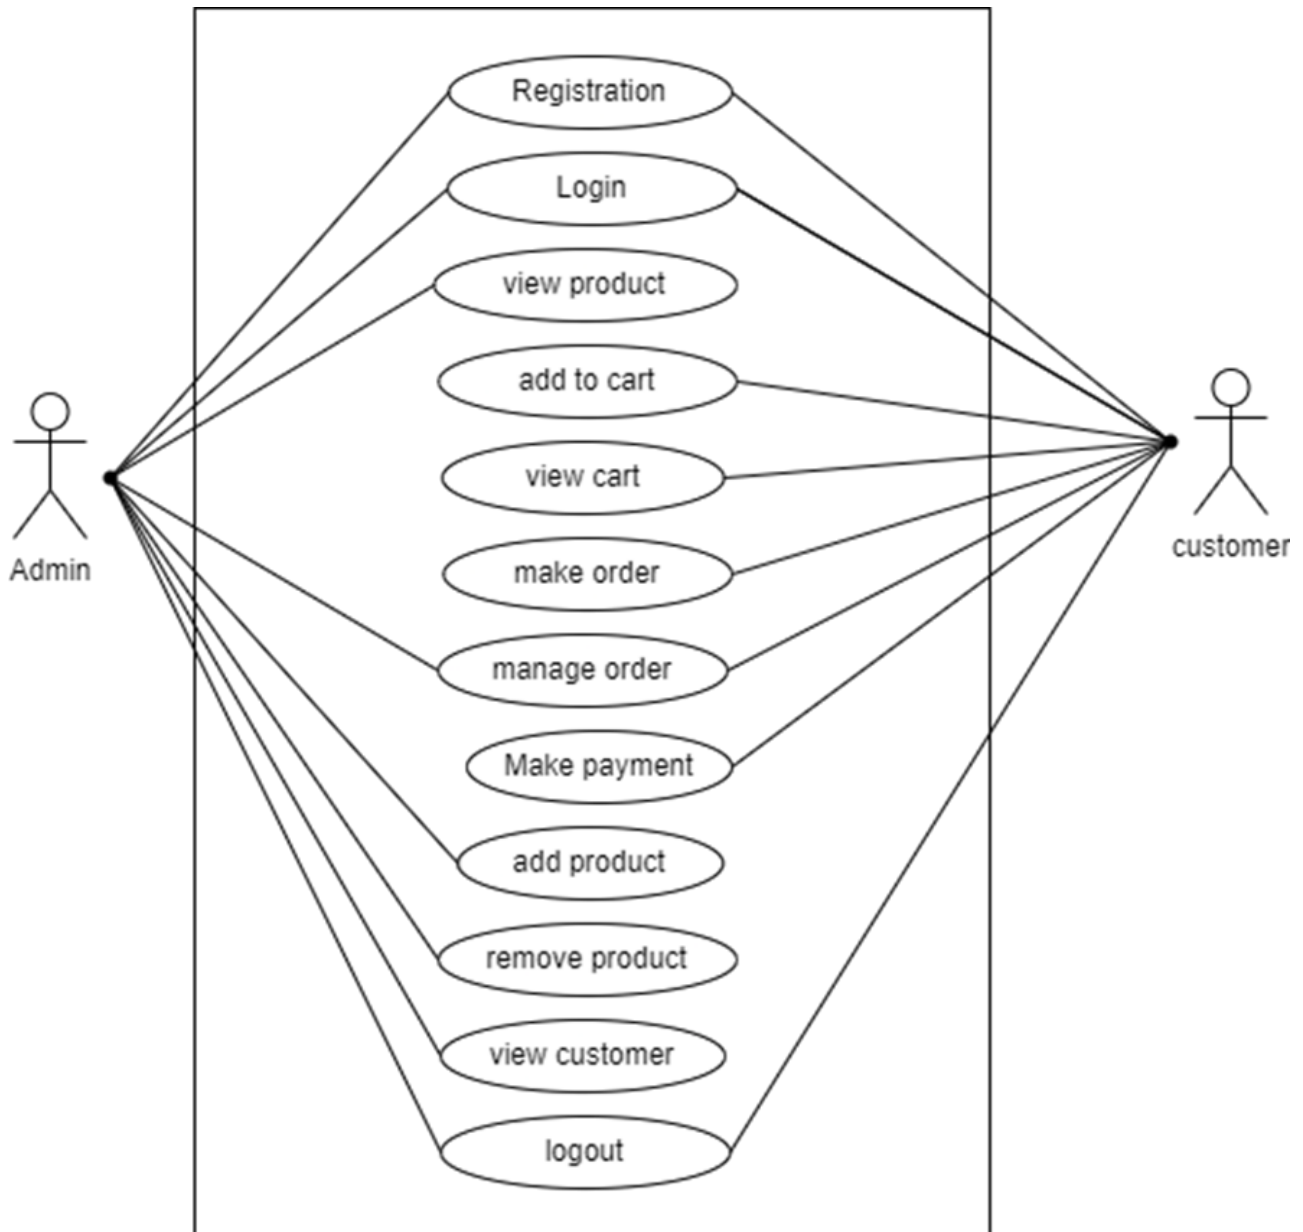 Registration
Login
view product
add to cart
view cart
make order
manage order
Make payment
add product
remove product
view customer
logout
Admin
customer